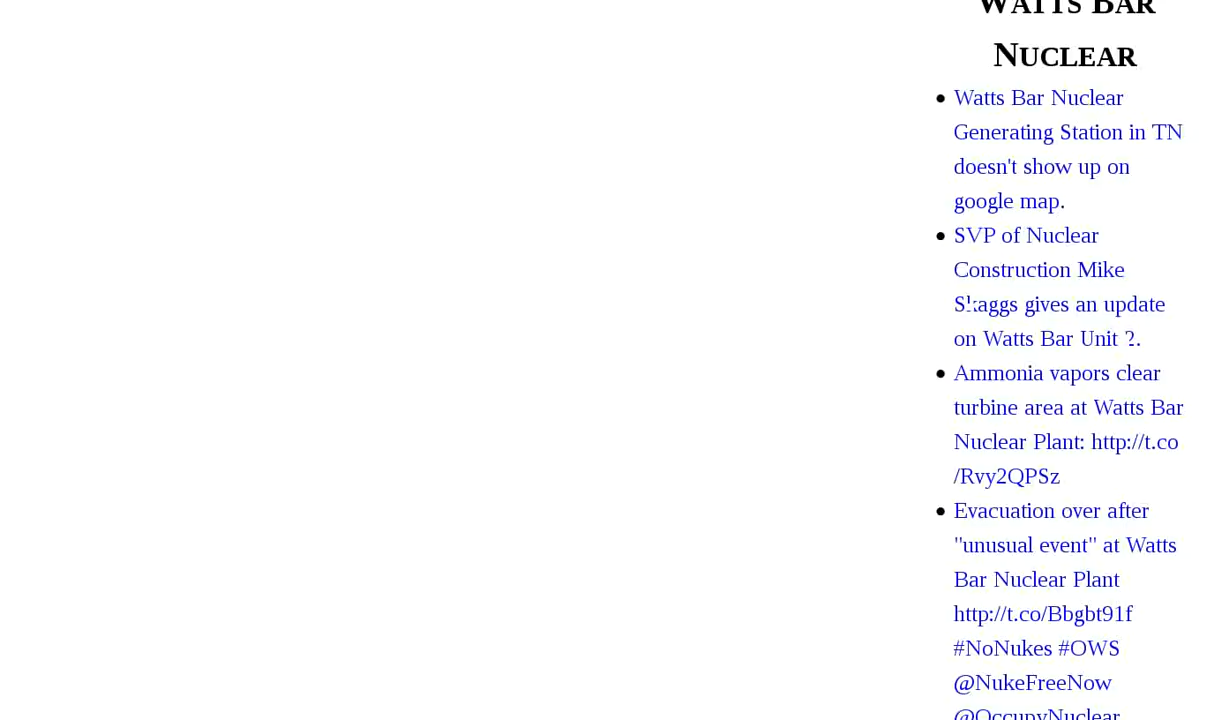 WATTS BAR
NUCLEAR
Watts Bar Nuclear
Generating Station in TN
doesn't show up on
google map.
SVP of Nuclear
Construction Mike
Skaggs gives an update
on Watts Bar Unit 2.
Ammonia vapors clear
turbine area at Watts Bar
Nuclear Plant: http://t.co
/Rvy2QPSz
Evacuation over after
"unusual event" at Watts
Bar Nuclear Plant
http://t.co/Bbgbt91f
#NoNukes #OWS
@NukeFreeNow
@OccupyNuclear